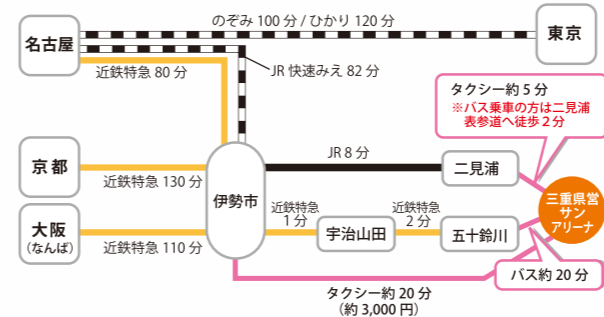 のぞみ 100 分 / ひかり 120 分
名古屋
東京
JR 快速みえ 82 分
近鉄特急 80 分
タクシー約 5 分
※バス乗車の方は二見浦
表参道へ徒歩 2 分
京都
近鉄特急 130 分
JR 8 分
二見浦
伊勢市
三重県営
サン
アリーナ
大阪
(なんば)
近鉄特急 110 分
近鉄特急
1 分
宇治山田
近鉄特急
2 分
五十鈴川
バス約 20 分
タクシー約 20 分
(約 3,000 円)